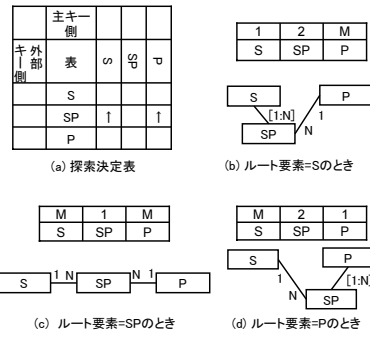 主キー側
外部キー側 表 S SP P
S
SP ↑ ↑
P
(a) 探索決定表
1 2 M
S SP P
S P
[1:N] 1
SP N
(b) ルート要素=Sのとき
M 1 M
S SP P
S 1 N SP N 1 P
(c) ルート要素=SPのとき
M 2 1
S SP P
S P
1 [1:N]
N SP
(d) ルート要素=Pのとき